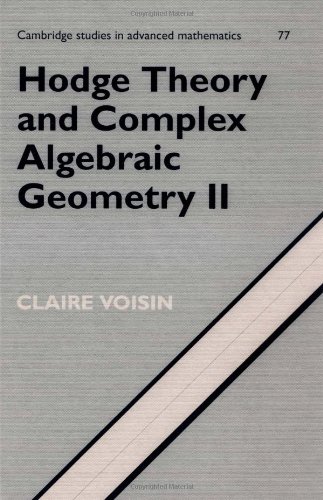 Cambridge studies in advanced mathematics 77
Hodge Theory
and Complex
Algebraic
Geometry II
CLAIRE VOISIN